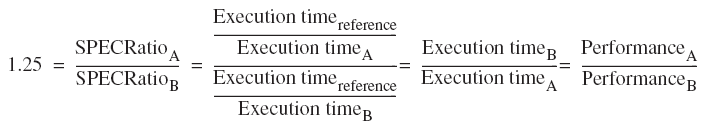 1.25 = SPECRatio_A / SPECRatio_B = (Execution time_reference / Execution time_A) / (Execution time_reference / Execution time_B) = Execution time_B / Execution time_A = Performance_A / Performance_B